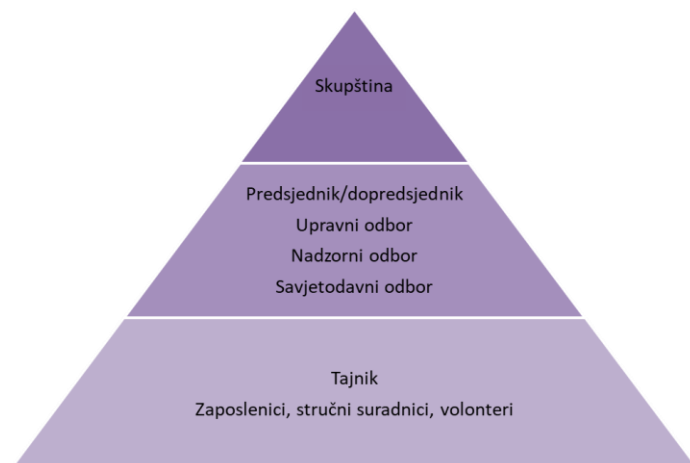 Skupština
Predsjednik/dopredsjednik
Upravni odbor
Nadzorni odbor
Savjetodavni odbor
Tajnik
Zaposlenici, stručni suradnici, volonteri